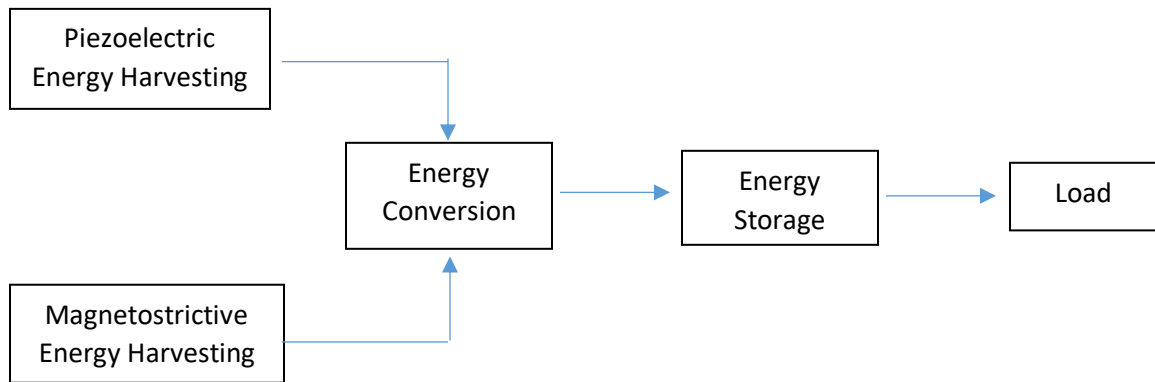 Piezoelectric
Energy Harvesting
Energy
Conversion
Energy
Storage
Load
Magnetostrictive
Energy Harvesting